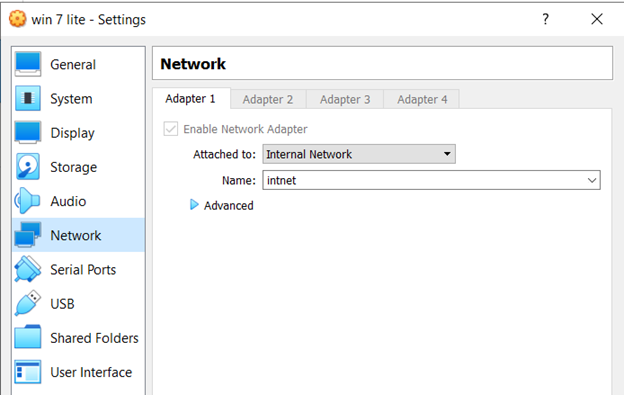 win 7 lite - Settings
?
General
System
Display
Storage
Audio
Network
Serial Ports
USB
Shared Folders
User Interface
Network
Adapter 1 Adapter 2 Adapter 3 Adapter 4
Enable Network Adapter
Attached to: Internal Network
Name: intnet
Advanced